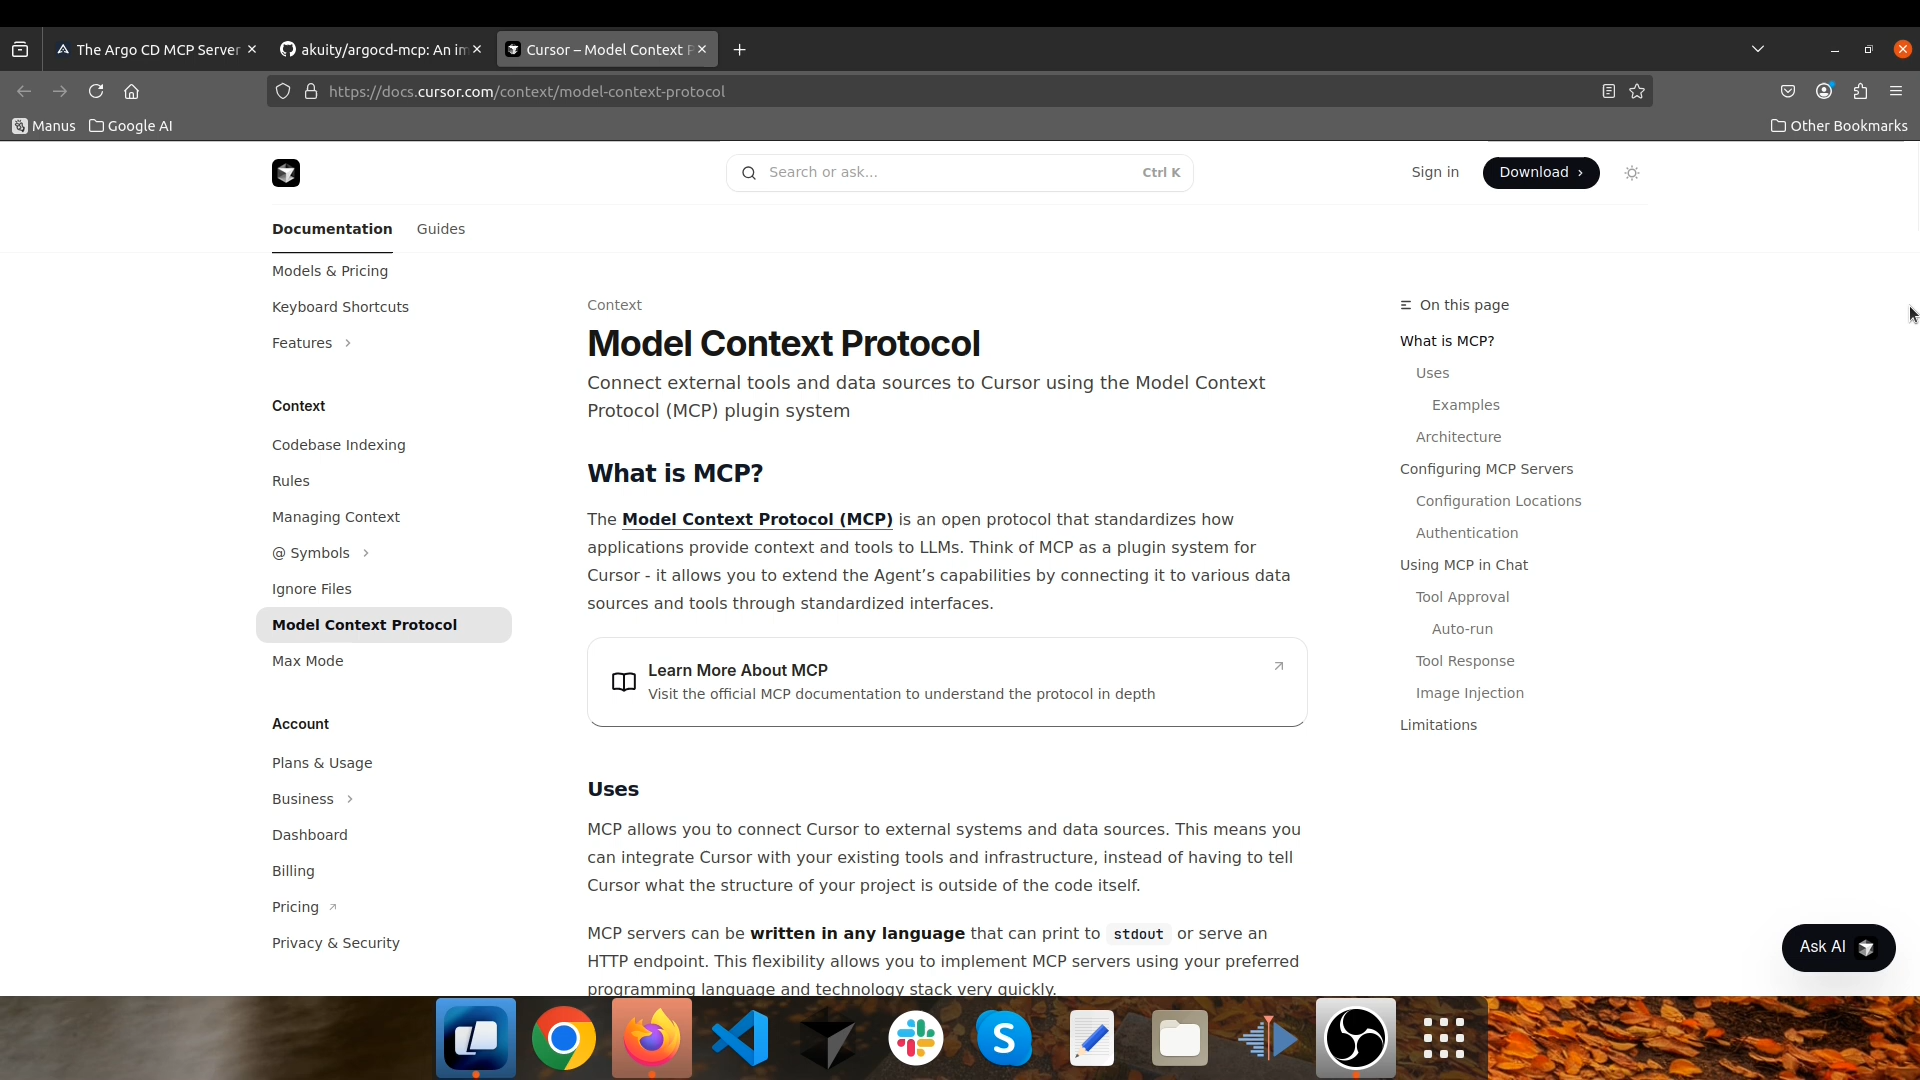 The Argo CD MCP Server
akuity/argocd-mcp: An im
Cursor – Model Context P
https://docs.cursor.com/context/model-context-protocol
Manus
Google AI
Other Bookmarks
Search or ask...
Ctrl K
Sign in
Download
Documentation
Guides
Models & Pricing
Keyboard Shortcuts
Features
Context
Codebase Indexing
Rules
Managing Context
@ Symbols
Ignore Files
Model Context Protocol
Max Mode
Account
Plans & Usage
Business
Dashboard
Billing
Pricing
Privacy & Security
Context
Model Context Protocol
Connect external tools and data sources to Cursor using the Model Context
Protocol (MCP) plugin system
What is MCP?
The Model Context Protocol (MCP) is an open protocol that standardizes how
applications provide context and tools to LLMs. Think of MCP as a plugin system for
Cursor - it allows you to extend the Agent’s capabilities by connecting it to various data
sources and tools through standardized interfaces.
Learn More About MCP
Visit the official MCP documentation to understand the protocol in depth
Uses
MCP allows you to connect Cursor to external systems and data sources. This means you
can integrate Cursor with your existing tools and infrastructure, instead of having to tell
Cursor what the structure of your project is outside of the code itself.
MCP servers can be written in any language that can print to stdout or serve an
HTTP endpoint. This flexibility allows you to implement MCP servers using your preferred
programming language and technology stack very quickly.
On this page
What is MCP?
Uses
Examples
Architecture
Configuring MCP Servers
Configuration Locations
Authentication
Using MCP in Chat
Tool Approval
Auto-run
Tool Response
Image Injection
Limitations
Ask AI